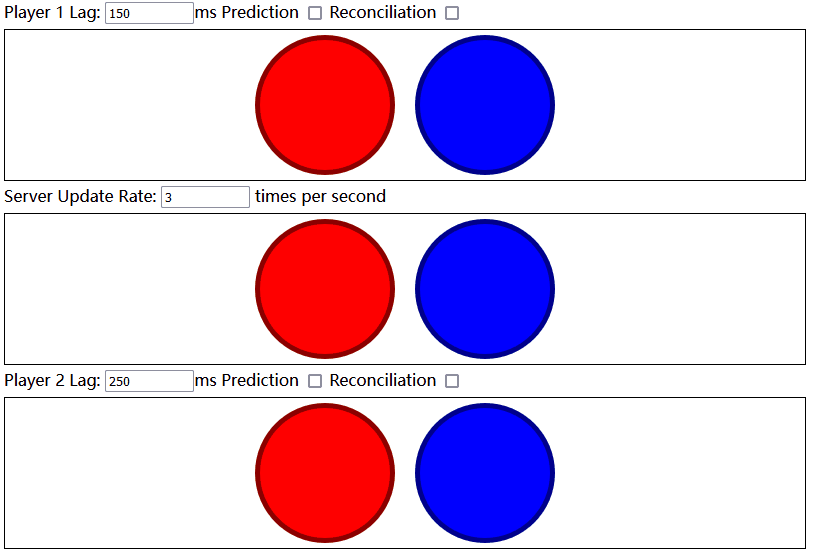 Player 1 Lag: 150 ms Prediction Reconciliation
Server Update Rate: 3 times per second
Player 2 Lag: 250 ms Prediction Reconciliation